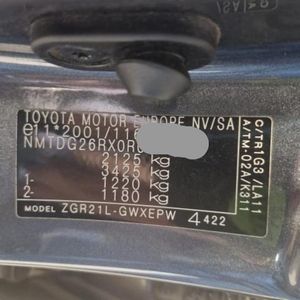 TOYOTA MOTOR EUROPE NV/SA
e11*2001/116
NMTDG26RX0R
2125 kg
3425 kg
1- 1220 kg
2- 1180 kg
MODEL ZGR21L-GWXEPW 4 422
C/TR1G3 /LA11
A/TM-02A/K311